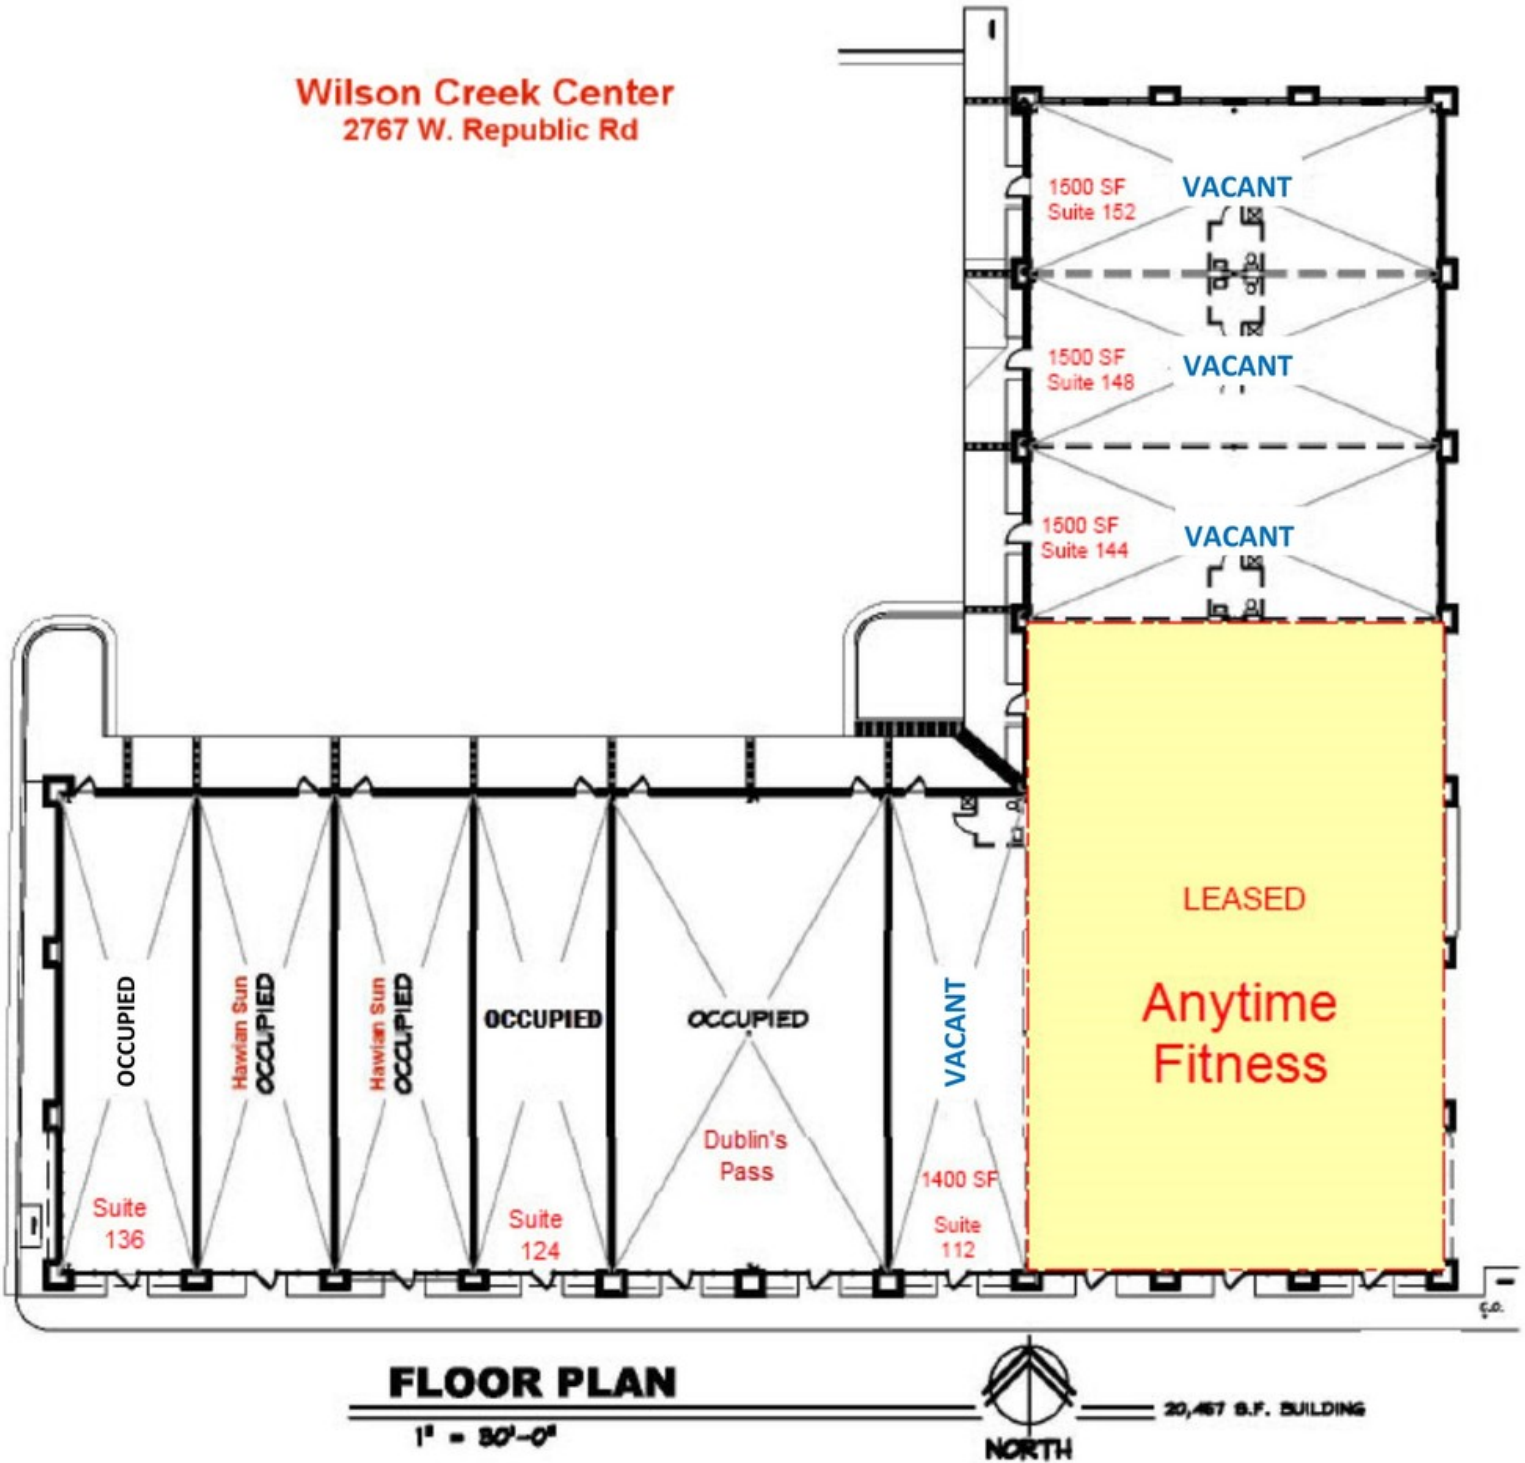 Wilson Creek Center
2767 W. Republic Rd
1500 SF
Suite 152
VACANT
1500 SF
Suite 148
VACANT
1500 SF
Suite 144
VACANT
LEASED
Anytime
Fitness
OCCUPIED
Suite
136
Hawian Sun
OCCUPIED
Hawian Sun
OCCUPIED
OCCUPIED
Suite
124
OCCUPIED
Dublin's
Pass
VACANT
1400 SF
Suite
112
C.O.
FLOOR PLAN
1" = 30'-0"
NORTH
20,467 S.F. BUILDING